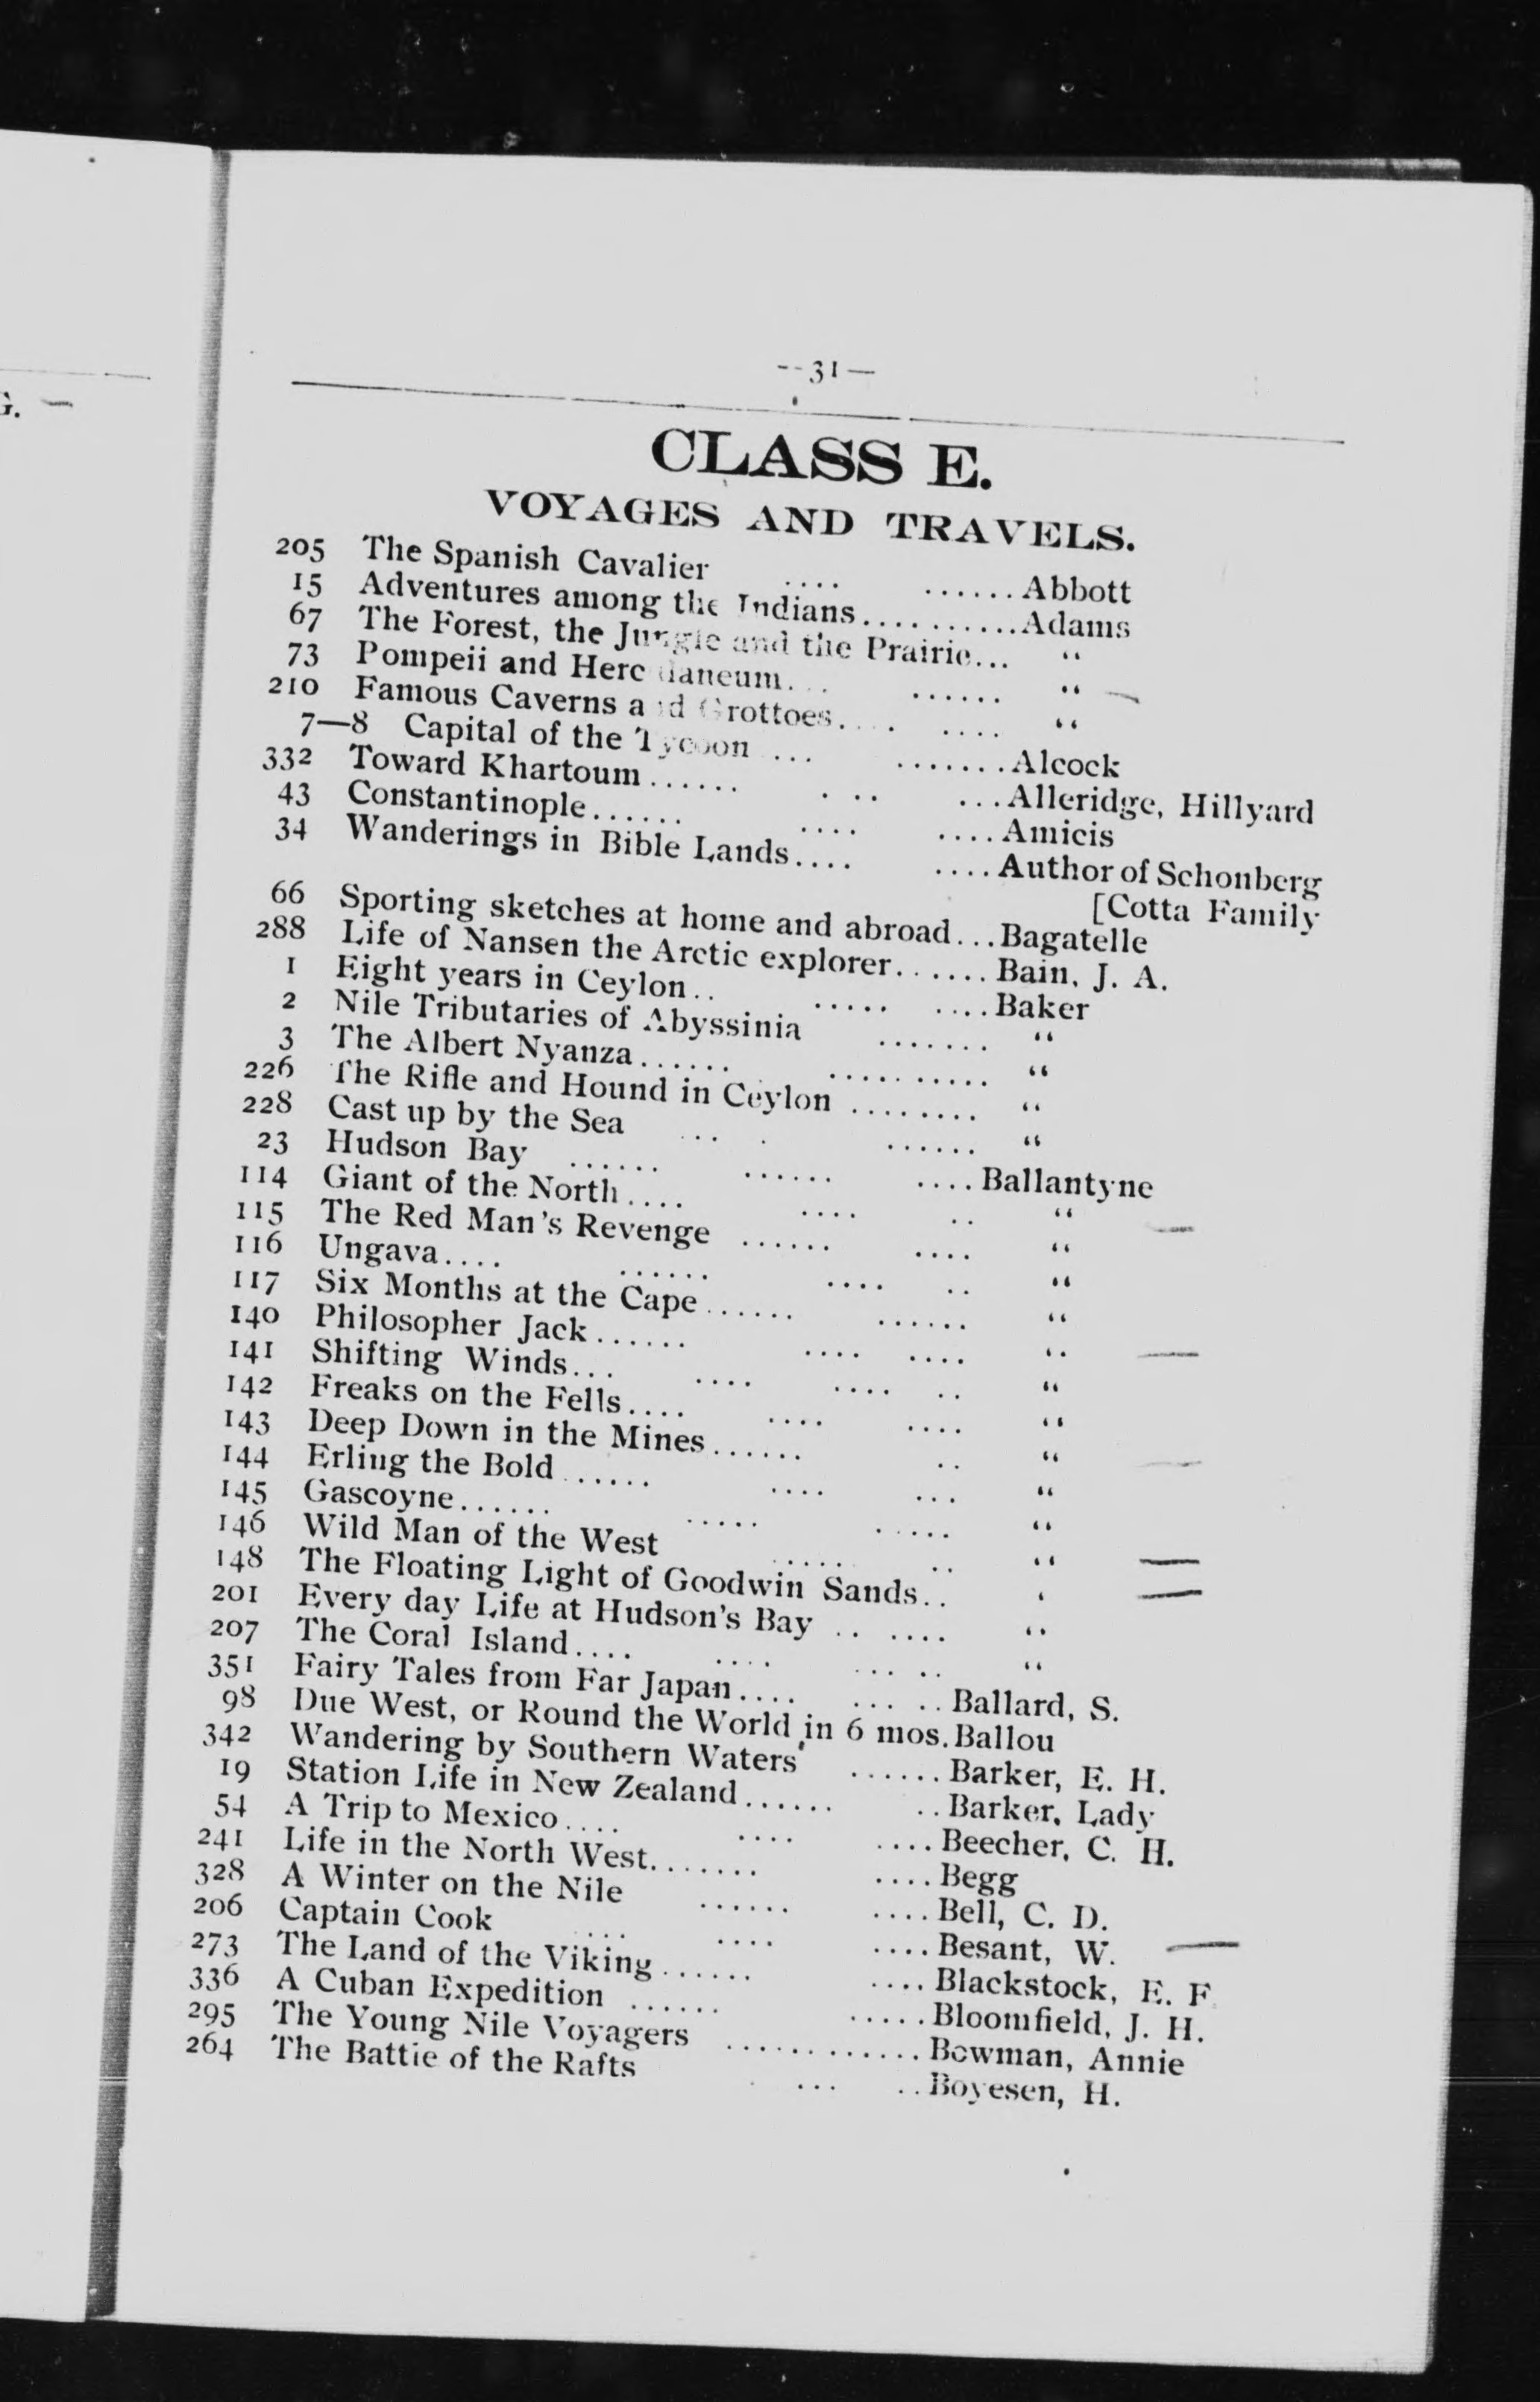 G.
--31—
CLASS E.
VOYAGES AND TRAVELS.
205 The Spanish Cavalier .... ...... Abbott
15 Adventures among the Indians..........Adams
67 The Forest, the Jungle and the Prairie... “
73 Pompeii and Herc laneum... ...... “
210 Famous Caverns a d Grottoes.... .... “
7—8 Capital of the Tycoon ... .......Alcock
332 Toward Khartoum...... ... ...Alleridge, Hillyard
43 Constantinople...... .... ....Amicis
34 Wanderings in Bible Lands.... ....Author of Schonberg
[Cotta Family
66 Sporting sketches at home and abroad...Bagatelle
288 Life of Nansen the Arctic explorer......Bain, J. A.
1 Eight years in Ceylon.. ..... ....Baker
2 Nile Tributaries of Abyssinia ....... “
3 The Albert Nyanza...... .......... “
226 The Rifle and Hound in Ceylon ........ “
228 Cast up by the Sea ... . ...... “
23 Hudson Bay ...... ...... ....Ballantyne
114 Giant of the North.... .... .. “
115 The Red Man's Revenge ...... .... “
116 Ungava.... ...... .... .. “
117 Six Months at the Cape...... ...... “
140 Philosopher Jack...... .... .... “
141 Shifting Winds... .... .... .. “
142 Freaks on the Fells.... .... .... “
143 Deep Down in the Mines...... .. “
144 Erling the Bold...... .... ... “
145 Gascoyne...... ..... ..... “
146 Wild Man of the West ..... .. “
148 The Floating Light of Goodwin Sands.. ‘
201 Every day Life at Hudson's Bay .. .... “
207 The Coral Island.... .... ... .. “
351 Fairy Tales from Far Japan.... ... ..Ballard, S.
98 Due West, or Round the World in 6 mos.Ballou
342 Wandering by Southern Waters' ......Barker, E. H.
19 Station Life in New Zealand...... ..Barker, Lady
54 A Trip to Mexico.... .... ....Beecher, C. H.
241 Life in the North West....... ....Begg
328 A Winter on the Nile ...... ....Bell, C. D.
206 Captain Cook ... .... ....Besant, W.
273 The Land of the Viking...... ....Blackstock, E. F
336 A Cuban Expedition ...... .....Bloomfield, J. H.
295 The Young Nile Voyagers ............Bowman, Annie
264 The Battie of the Rafts . ... ..Boyesen, H.